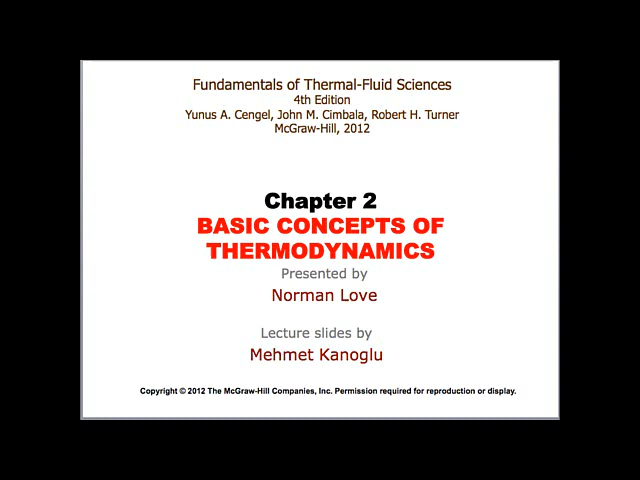 Fundamentals of Thermal-Fluid Sciences
4th Edition
Yunus A. Cengel, John M. Cimbala, Robert H. Turner
McGraw-Hill, 2012
Chapter 2
BASIC CONCEPTS OF
THERMODYNAMICS
Presented by
Norman Love
Lecture slides by
Mehmet Kanoglu
Copyright © 2012 The McGraw-Hill Companies, Inc. Permission required for reproduction or display.